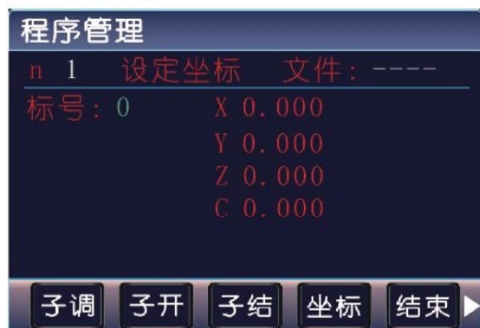 程序管理
n 1 设定坐标 文件: ----
标号: 0 X 0.000
Y 0.000
Z 0.000
C 0.000
子调 子开 子结 坐标 结束